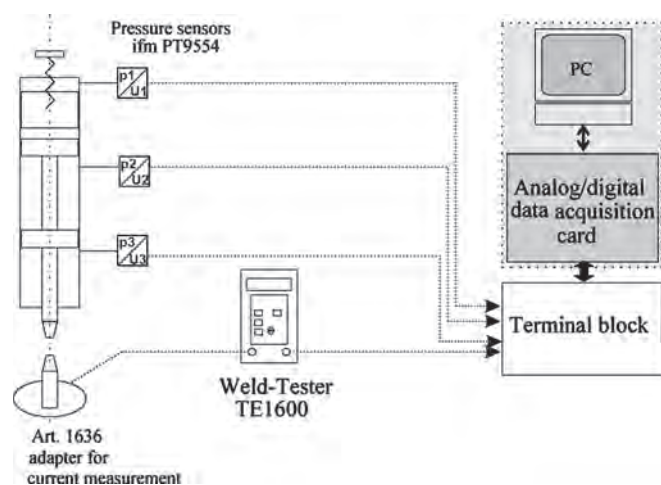 Pressure sensors
ifm PT9554
p1
U1
PC
p2
U2
Analog/digital
data acquisition
card
p3
U3
Terminal block
Weld-Tester
TE1600
Art. 1636
adapter for
current measurement